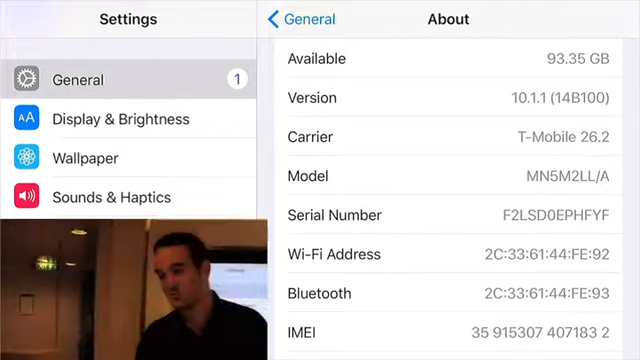 Settings
General
1
Display & Brightness
Wallpaper
Sounds & Haptics
General
About
Available 93.35 GB
Version 10.1.1 (14B100)
Carrier T-Mobile 26.2
Model MN5M2LL/A
Serial Number F2LSD0EPHFYF
Wi-Fi Address 2C:33:61:44:FE:92
Bluetooth 2C:33:61:44:FE:93
IMEI 35 915307 407183 2